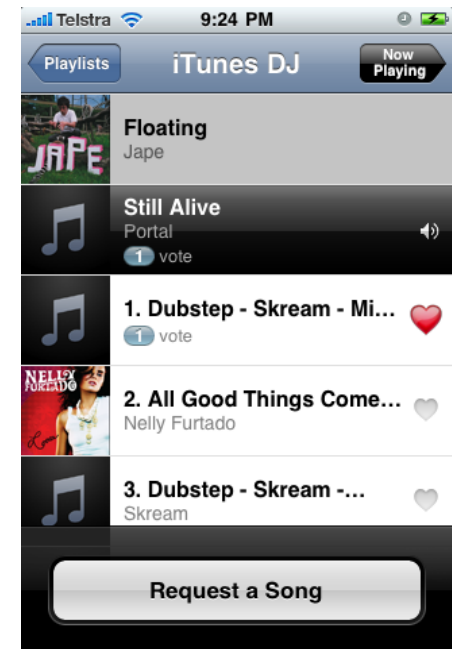 Telstra 9:24 PM
Playlists iTunes DJ Now Playing
JAPE
Floating
Jape
Still Alive
Portal
1 vote
1. Dubstep - Skream - Mi...
1 vote
NELLY FURTADO
Loose
2. All Good Things Come...
Nelly Furtado
3. Dubstep - Skream -...
Skream
Request a Song